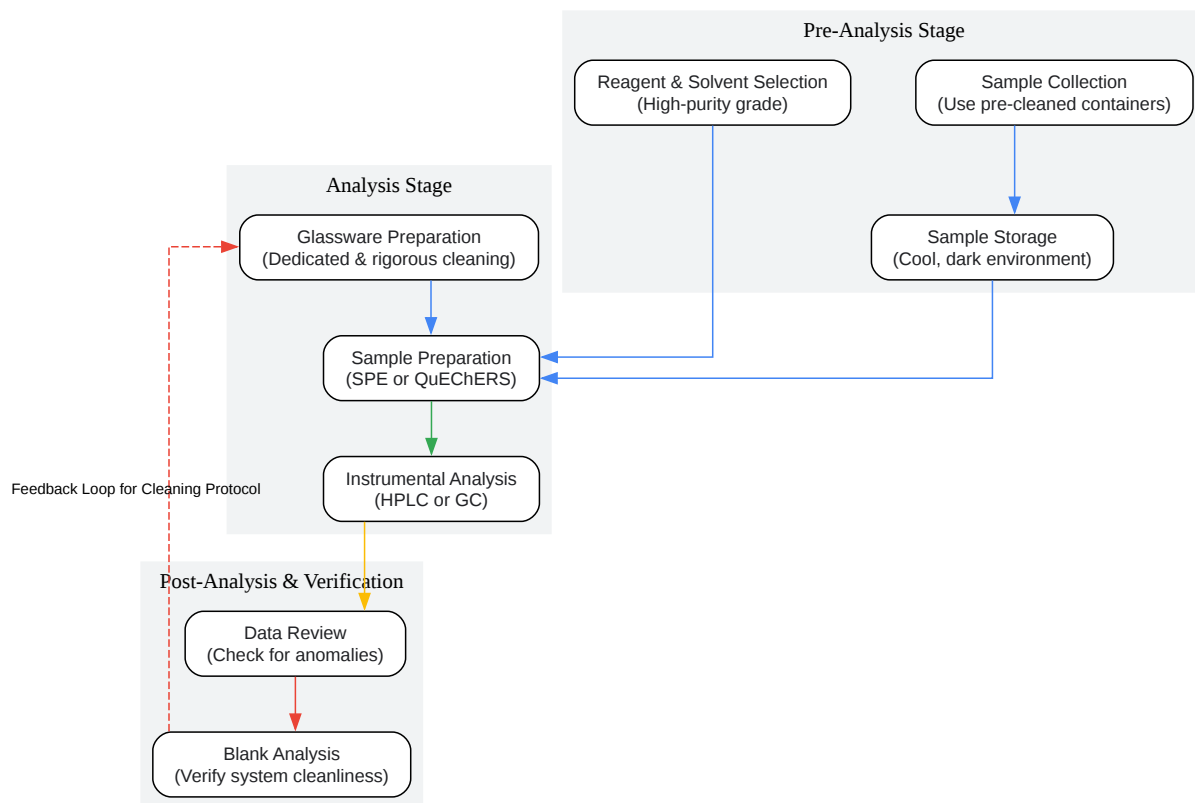 Pre-Analysis Stage
Reagent & Solvent Selection
(High-purity grade)
Sample Collection
(Use pre-cleaned containers)
Sample Storage
(Cool, dark environment)
Analysis Stage
Glassware Preparation
(Dedicated & rigorous cleaning)
Sample Preparation
(SPE or QuEChERS)
Instrumental Analysis
(HPLC or GC)
Feedback Loop for Cleaning Protocol
Post-Analysis & Verification
Data Review
(Check for anomalies)
Blank Analysis
(Verify system cleanliness)